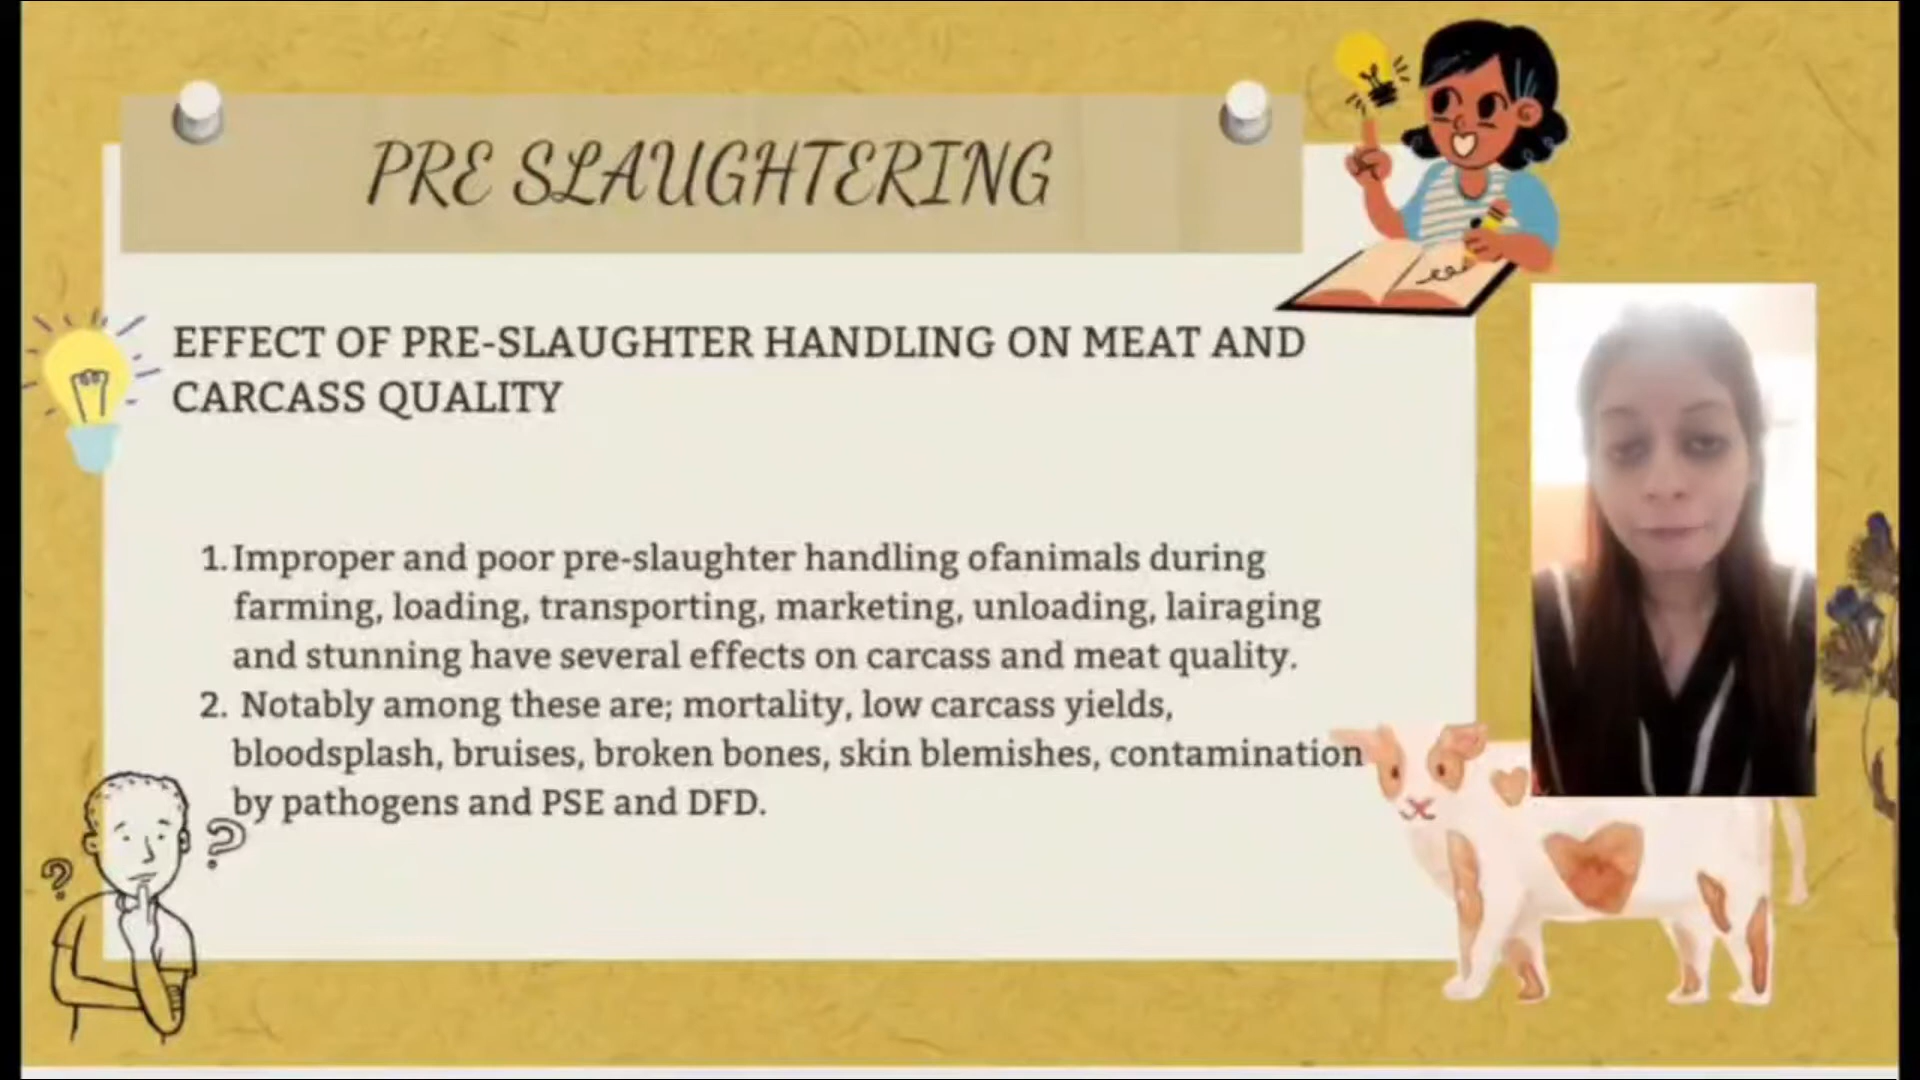 PRE SLAUGHTERING
EFFECT OF PRE-SLAUGHTER HANDLING ON MEAT AND
CARCASS QUALITY
1. Improper and poor pre-slaughter handling ofanimals during
farming, loading, transporting, marketing, unloading, lairaging
and stunning have several effects on carcass and meat quality.
2. Notably among these are; mortality, low carcass yields,
bloodsplash, bruises, broken bones, skin blemishes, contamination
by pathogens and PSE and DFD.
? ?